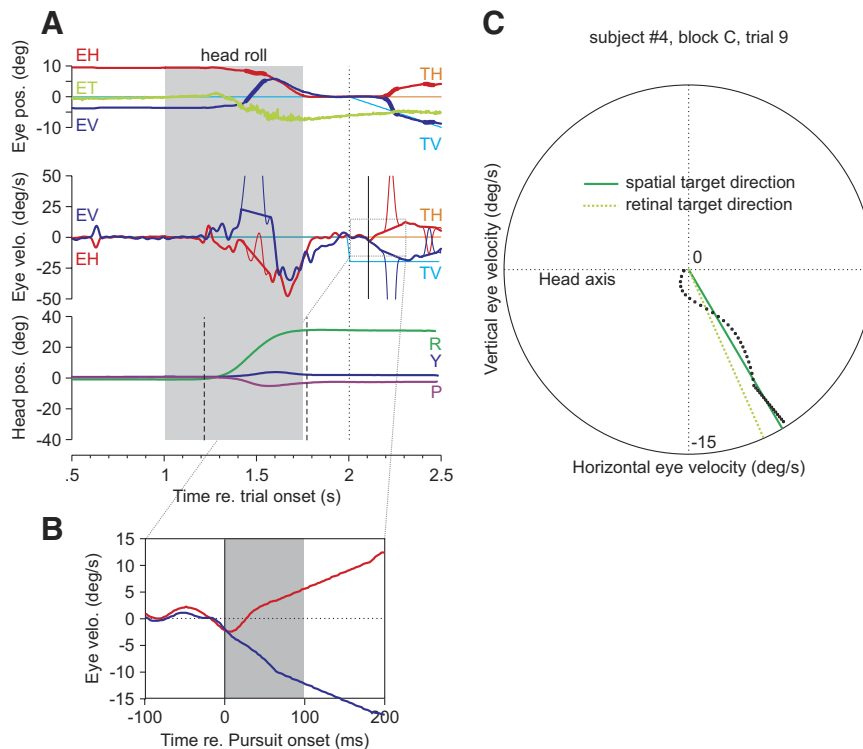 A
head roll
Eye pos. (deg)
10
0
-10
EH
ET
EV
TH
TV
Eye velo. (deg/s)
50
25
0
-25
-50
EV
EH
TH
TV
Head pos. (deg)
40
20
0
-20
-40
R
Y
P
.5 1 1.5 2 2.5
Time re. trial onset (s)
B
Eye velo. (deg/s)
15
10
5
0
-5
-10
-15
-100 0 100 200
Time re. Pursuit onset (ms)
C
subject #4, block C, trial 9
spatial target direction
retinal target direction
0
Head axis
Vertical eye velocity (deg/s)
-15
Horizontal eye velocity (deg/s)